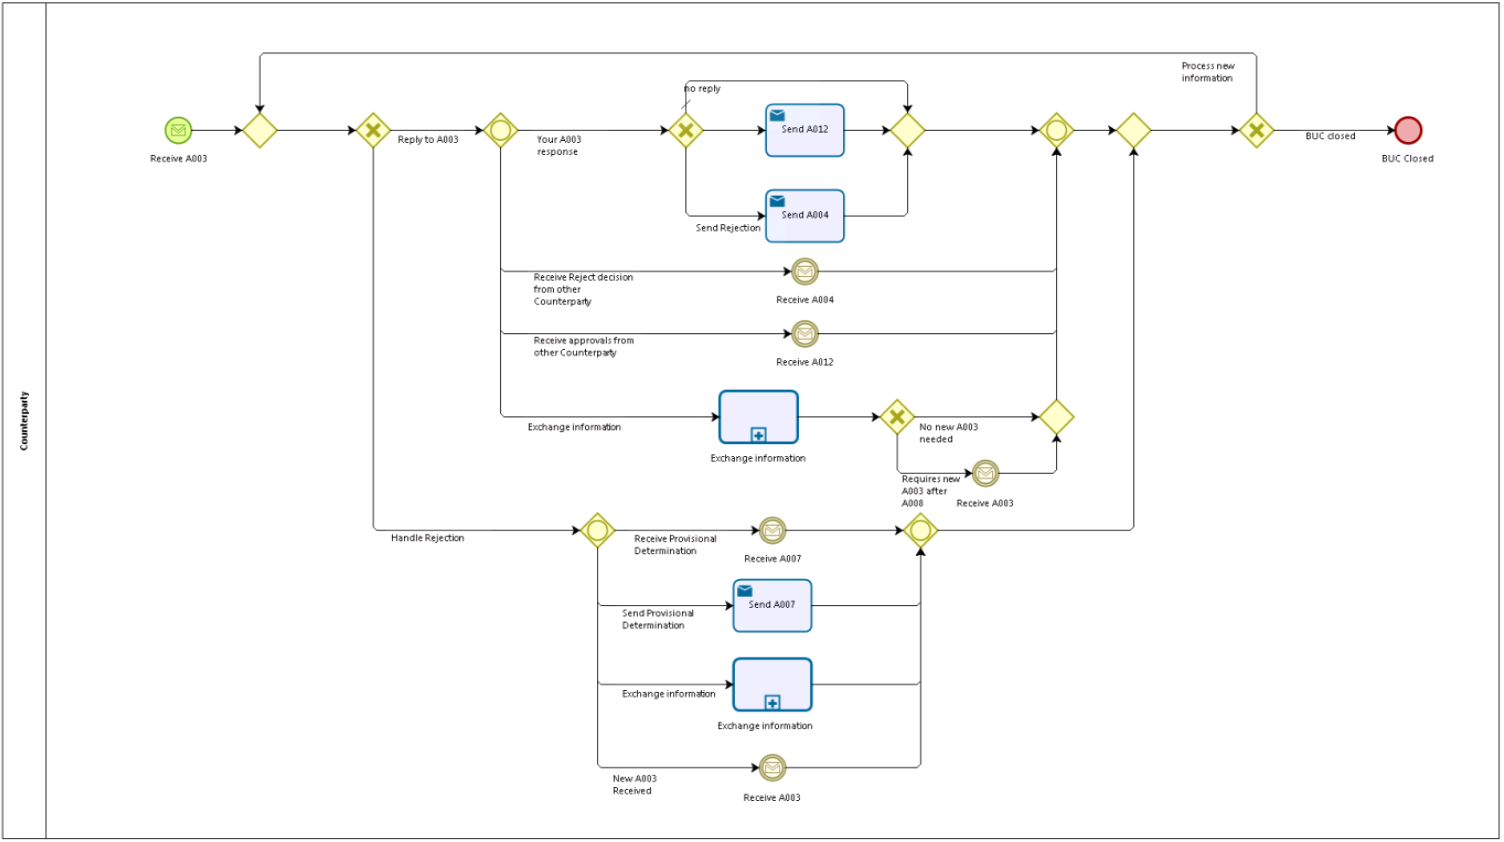 Counterparty
Process new
information
no reply
Send A012
Receive A003
Reply to A003
Your A003
response
BUC closed
BUC Closed
Send A004
Send Rejection
Receive Reject decision
from other
Counterparty
Receive A004
Receive approvals from
other Counterparty
Receive A012
Exchange information
No new A003
needed
Exchange information
Requires new
A003 after
A008
Receive A003
Handle Rejection
Receive Provisional
Determination
Receive A007
Send A007
Send Provisional
Determination
Exchange information
Exchange information
New A003
Received
Receive A003